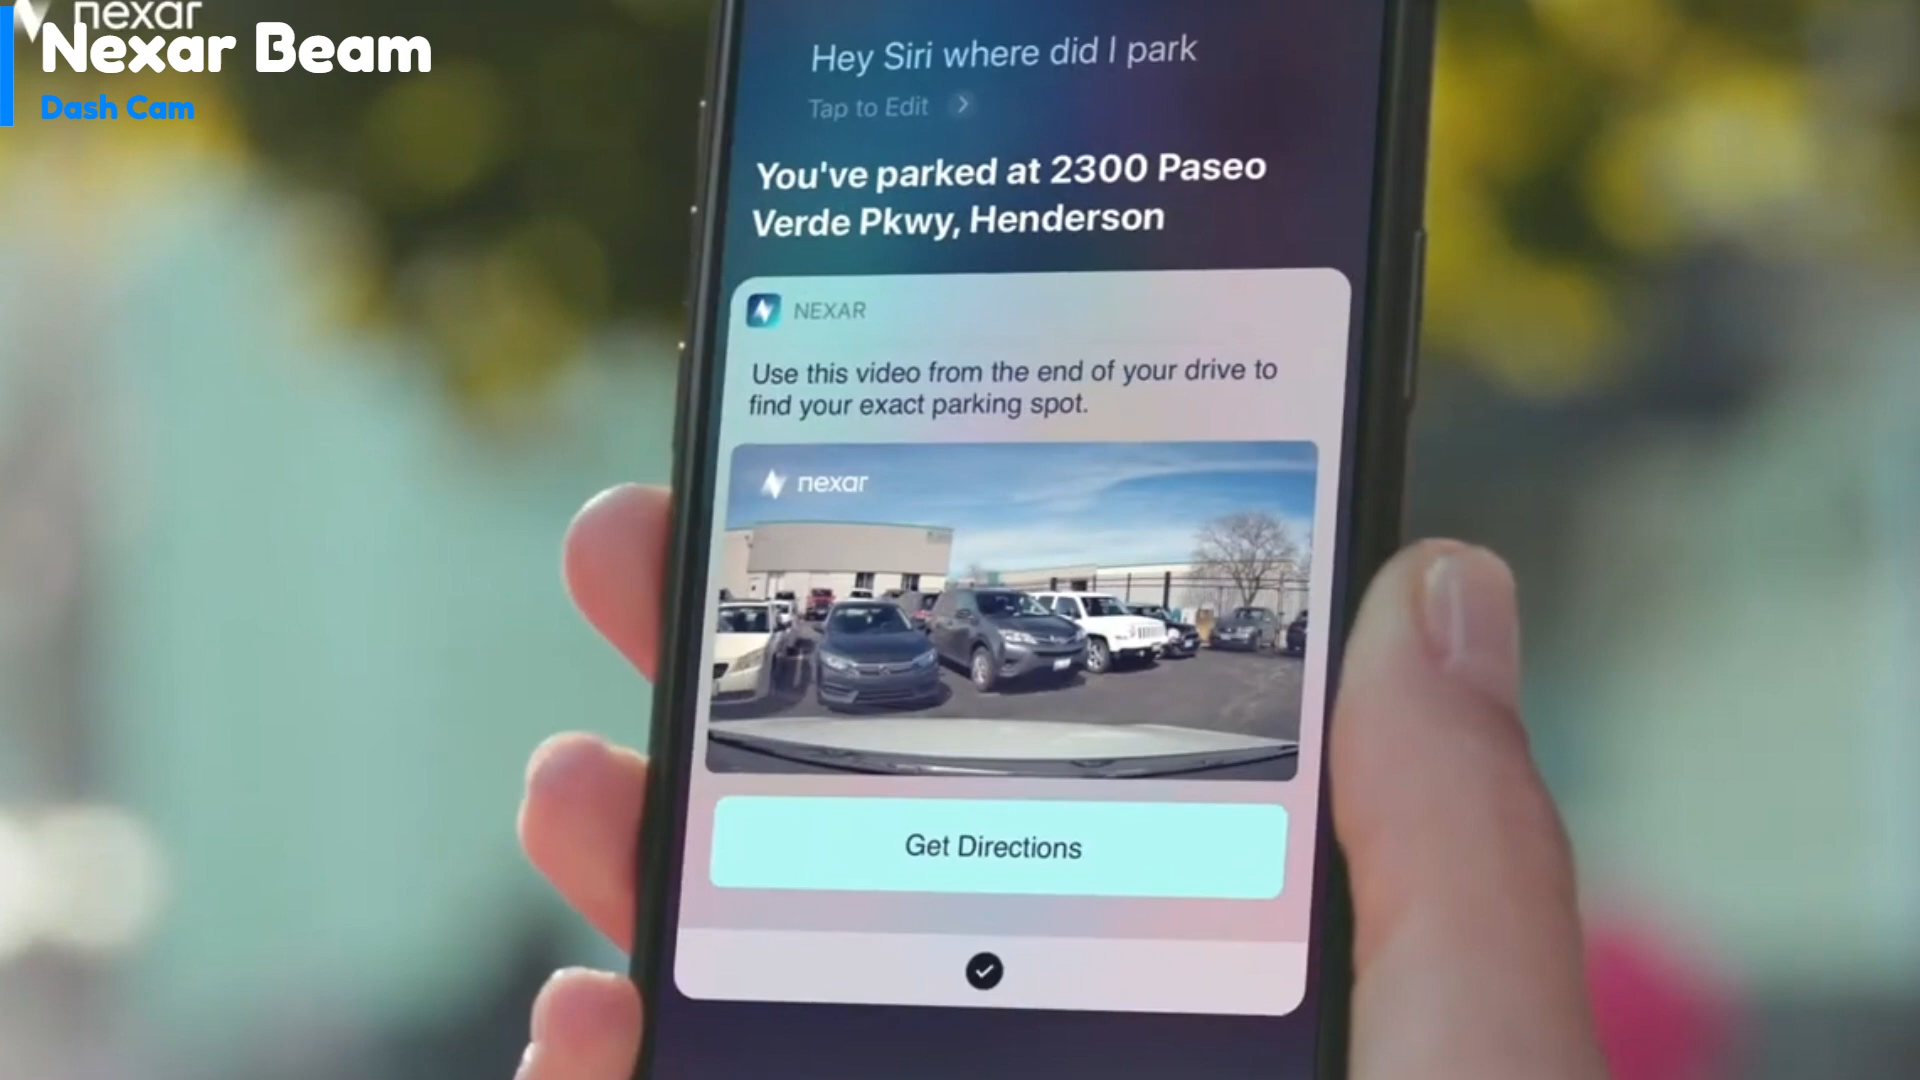 nexar
Nexar Beam
Dash Cam
Hey Siri where did I park
Tap to Edit
You've parked at 2300 Paseo
Verde Pkwy, Henderson
NEXAR
Use this video from the end of your drive to
find your exact parking spot.
nexar
Get Directions